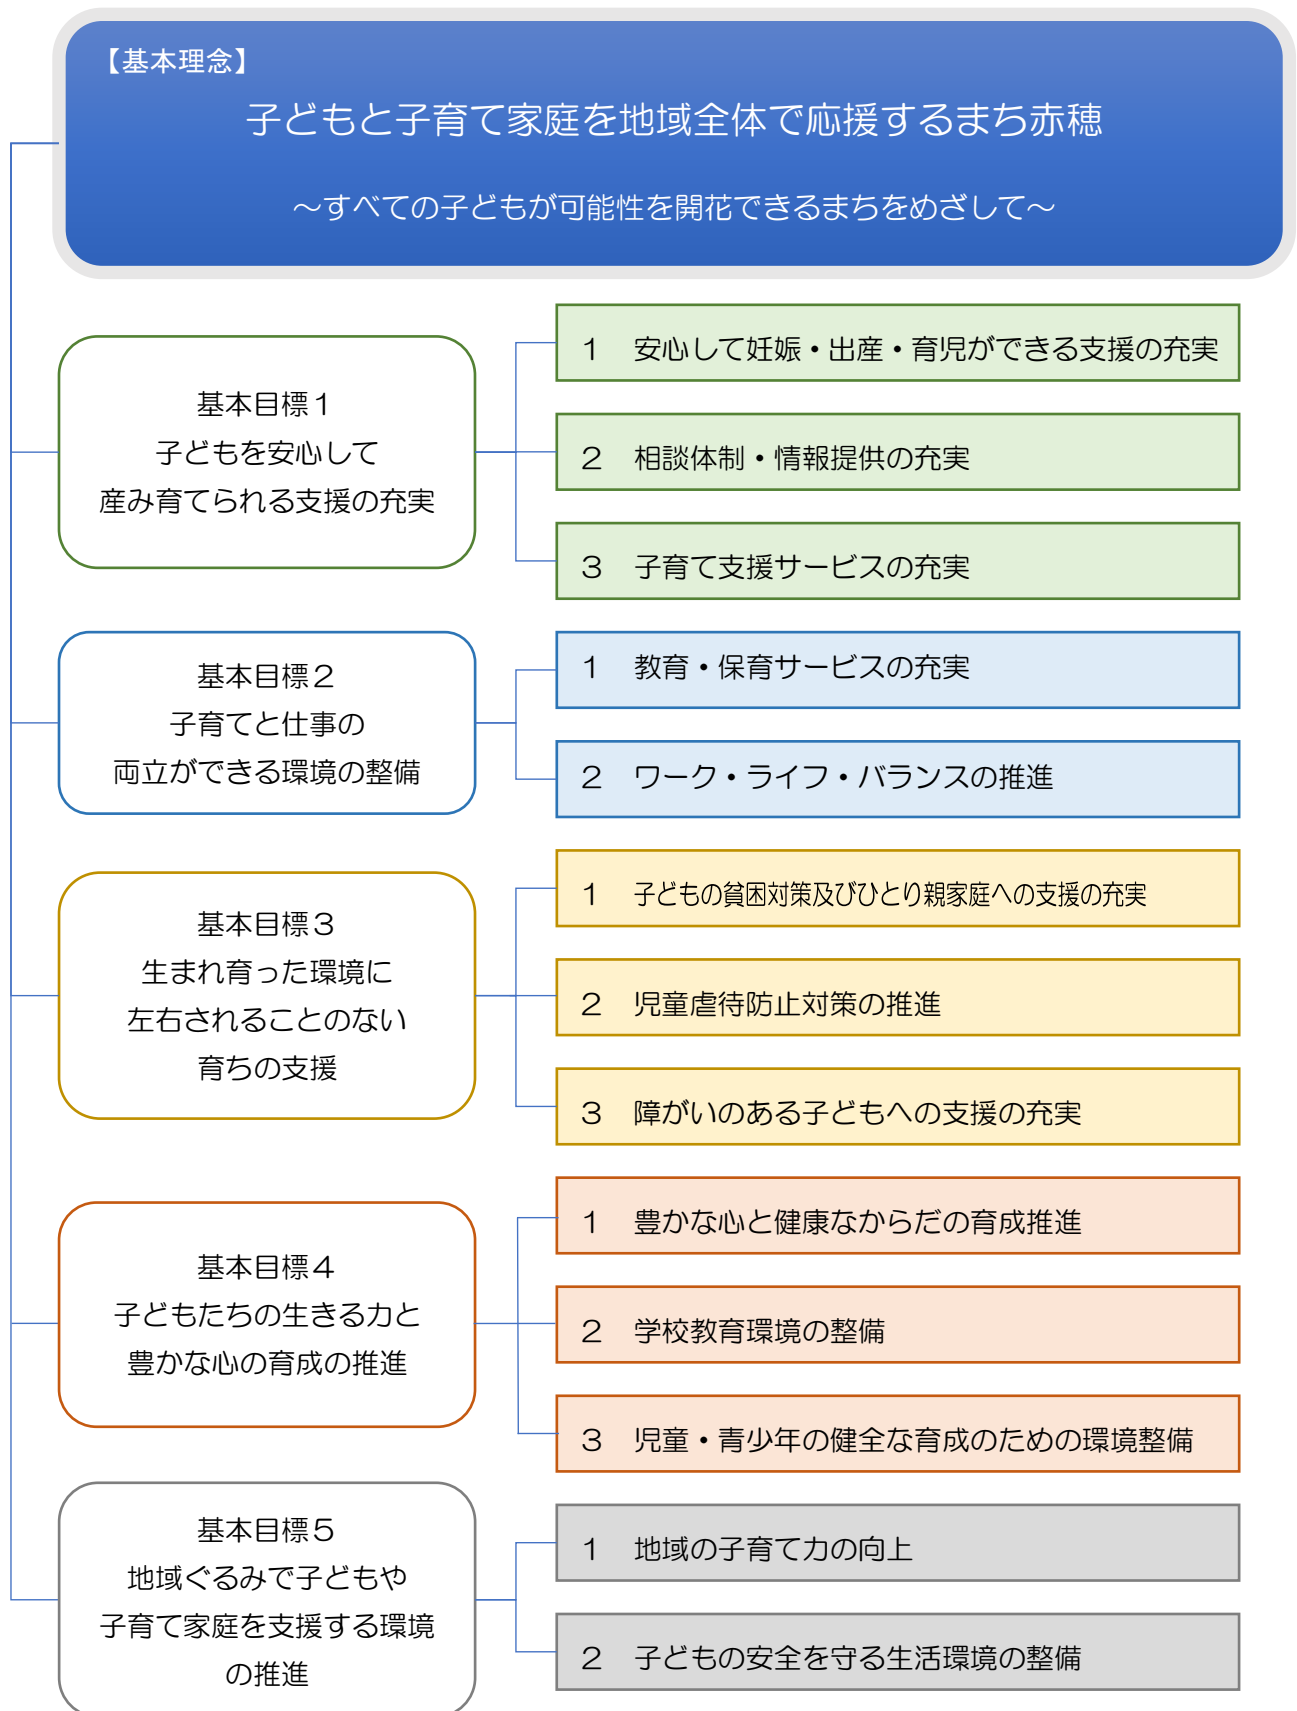 【基本理念】
子どもと子育て家庭を地域全体で応援するまち赤穂
～すべての子どもが可能性を開花できるまちをめざして～
基本目標１
子どもを安心して
産み育てられる支援の充実
１　安心して妊娠・出産・育児ができる支援の充実
２　相談体制・情報提供の充実
３　子育て支援サービスの充実
基本目標２
子育てと仕事の
両立ができる環境の整備
１　教育・保育サービスの充実
２　ワーク・ライフ・バランスの推進
基本目標３
生まれ育った環境に
左右されることのない
育ちの支援
１　子どもの貧困対策及びひとり親家庭への支援の充実
２　児童虐待防止対策の推進
３　障がいのある子どもへの支援の充実
基本目標４
子どもたちの生きる力と
豊かな心の育成の推進
１　豊かな心と健康なからだの育成推進
２　学校教育環境の整備
３　児童・青少年の健全な育成のための環境整備
基本目標５
地域ぐるみで子どもや
子育て家庭を支援する環境
の推進
１　地域の子育て力の向上
２　子どもの安全を守る生活環境の整備